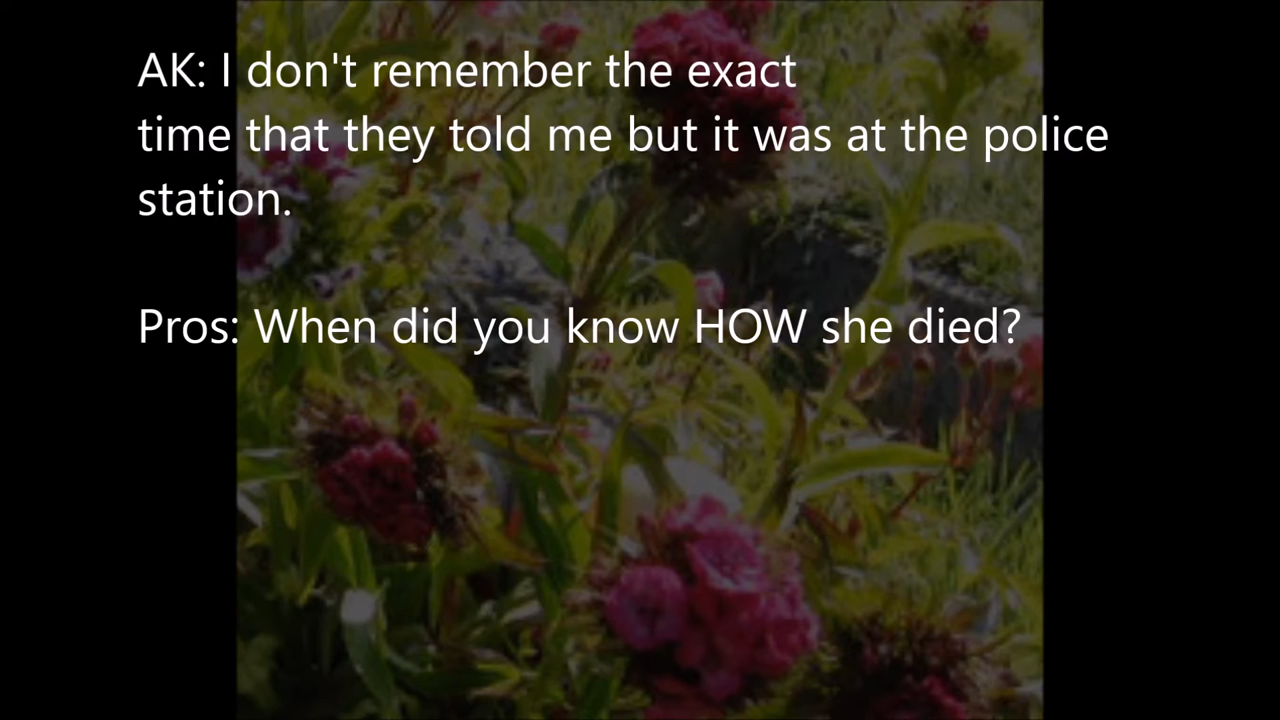 AK: I don't remember the exact
time that they told me but it was at the police
station.
Pros: When did you know HOW she died?